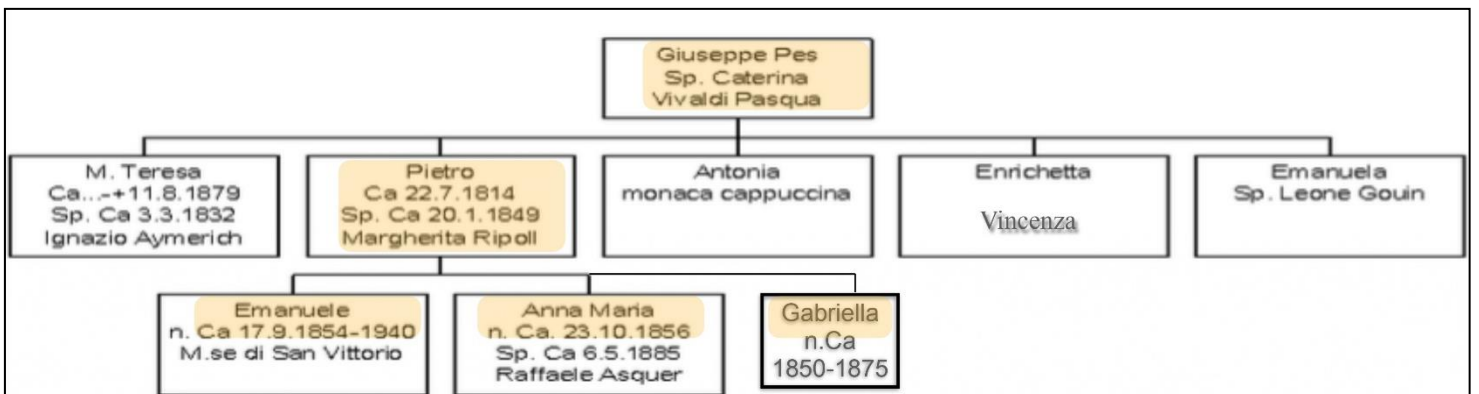 Giuseppe Pes
Sp. Caterina
Vivaldi Pasqua
M. Teresa
Ca...-+11.8.1879
Sp. Ca 3.3.1832
Ignazio Aymerich
Pietro
Ca 22.7.1814
Sp. Ca 20.1.1849
Margherita Ripoll
Antonia
monaca cappuccina
Enrichetta
Vincenza
Emanuela
Sp. Leone Gouin
Emanuele
n. Ca 17.9.1854-1940
M.se di San Vittorio
Anna Maria
n. Ca. 23.10.1856
Sp. Ca 6.5.1885
Raffaele Asquer
Gabriella
n.Ca
1850-1875